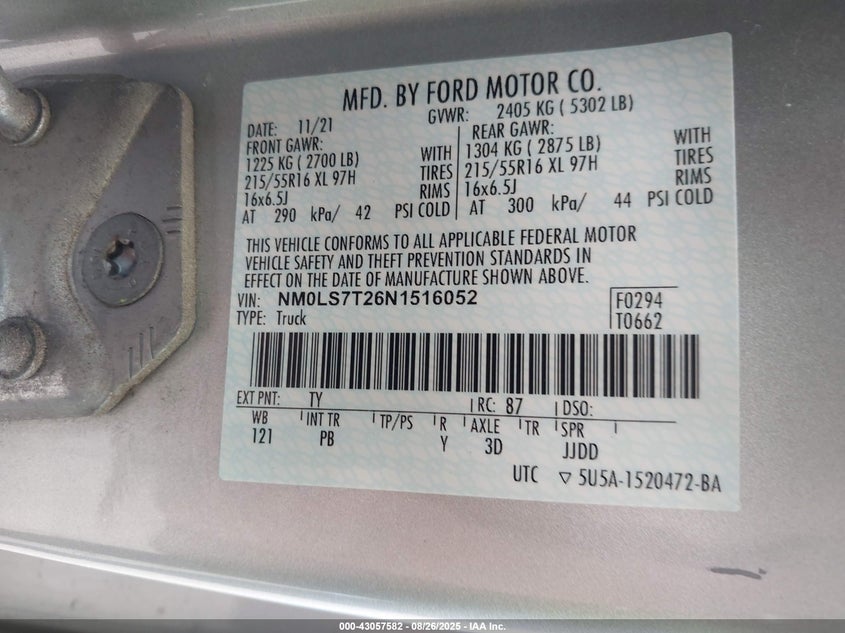 MFD. BY FORD MOTOR CO.
DATE: 11/21 GVWR: 2405 KG ( 5302 LB)
FRONT GAWR: REAR GAWR:
1225 KG ( 2700 LB) WITH 1304 KG ( 2875 LB) WITH
215/55R16 XL 97H TIRES 215/55R16 XL 97H TIRES
16x6.5J RIMS 16x6.5J RIMS
AT 290 kPa/ 42 PSI COLD AT 300 kPa/ 44 PSI COLD
THIS VEHICLE CONFORMS TO ALL APPLICABLE FEDERAL MOTOR
VEHICLE SAFETY AND THEFT PREVENTION STANDARDS IN
EFFECT ON THE DATE OF MANUFACTURE SHOWN ABOVE.
VIN: NM0LS7T26N1516052 F0294
TYPE: Truck T0662
EXT PNT: TY RC: 87 DSO:
WB INT TR TP/PS R AXLE TR SPR
121 PB Y 3D JJDD
UTC ▽ 5U5A-1520472-BA
000-43057582 - 08/26/2025 - IAA Inc.